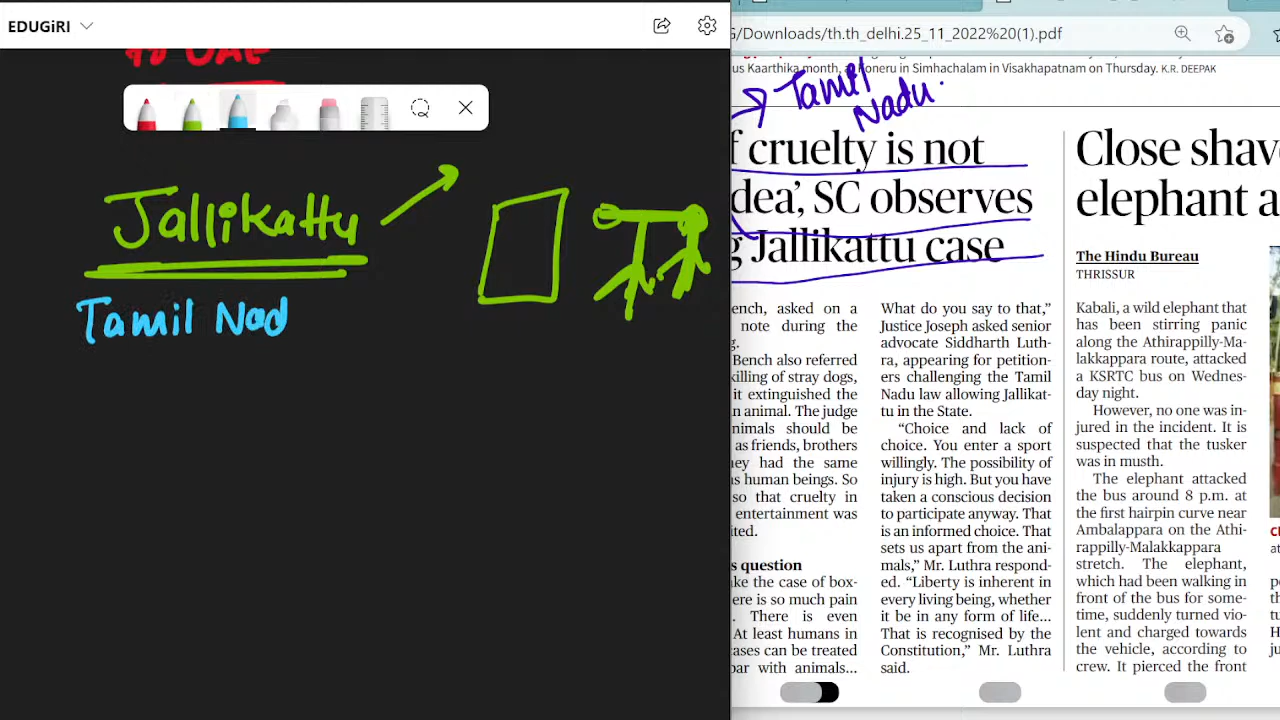 EDUGiRI
to UAE
Jallikattu
Tamil Nad
/Downloads/th.th_delhi.25_11_2022%20(1).pdf
us Kaarthika month, a Koneru in Simhachalam in Visakhapatnam on Thursday. K.R. DEEPAK
Tamil
Nadu.
f cruelty is not
dea’, SC observes
g Jallikattu case
ench, asked on a
note during the
g.
Bench also referred
killing of stray dogs,
it extinguished the
n animal. The judge
nimals should be
as friends, brothers
hey had the same
s human beings. So
so that cruelty in
entertainment was
ited.
s question
ke the case of box-
ere is so much pain
. There is even
At least humans in
cases can be treated
par with animals...
What do you say to that,”
Justice Joseph asked senior
advocate Siddharth Luth-
ra, appearing for petition-
ers challenging the Tamil
Nadu law allowing Jallikat-
tu in the State.
“Choice and lack of
choice. You enter a sport
willingly. The possibility of
injury is high. But you have
taken a conscious decision
to participate anyway. That
is an informed choice. That
sets us apart from the ani-
mals,” Mr. Luthra respond-
ed. “Liberty is inherent in
every living being, whether
it be in any form of life...
That is recognised by the
Constitution,” Mr. Luthra
said.
Close shav
elephant a
The Hindu Bureau
THRISSUR
Kabali, a wild elephant that
has been stirring panic
along the Athirappilly-Ma-
lakkappara route, attacked
a KSRTC bus on Wednes-
day night.
However, no one was in-
jured in the incident. It is
suspected that the tusker
was in musth.
The elephant attacked
the bus around 8 p.m. at
the first hairpin curve near
Ambalappara on the Athi-
rappilly-Malakkappara
stretch. The elephant,
which had been walking in
front of the bus for some-
time, suddenly turned vio-
lent and charged towards
the vehicle, according to
crew. It pierced the front